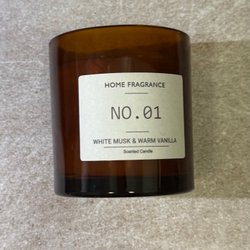 HOME FRAGRANCE
NO.01
WHITE MUSK & WARM VANILLA
Scented Candle